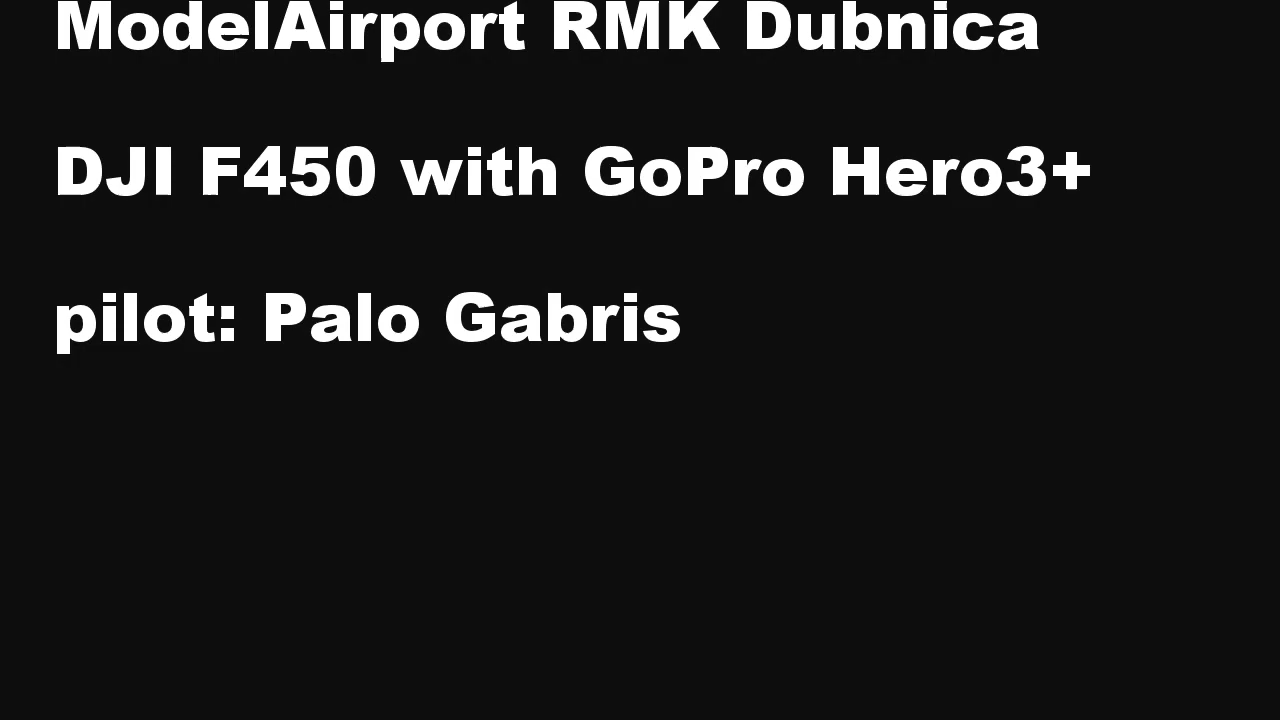 ModelAirport RMK Dubnica
DJI F450 with GoPro Hero3+
pilot: Palo Gabris